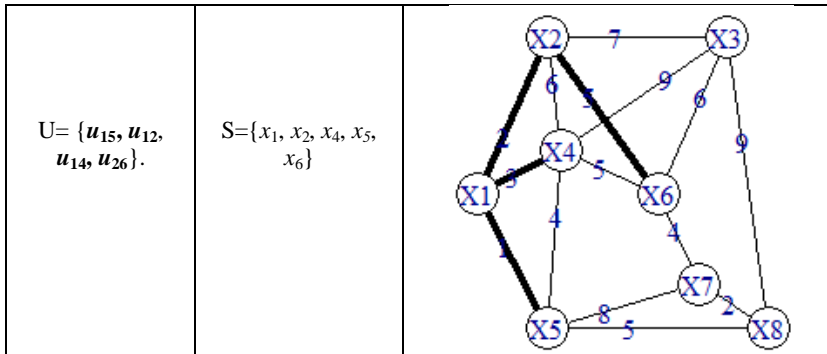 U= {u15, u12,
u14, u26}.
S={x1, x2, x4, x5,
x6}
X2 7 X3
6 5 9
6
2 9
X4
3 5
X1 X6
4 4
1
X7
8 2
X5 5 X8